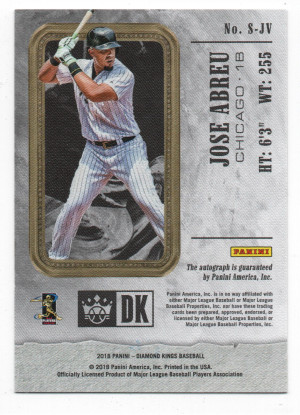 No. S-JV
JOSE ABREU
CHICAGO · 1B
HT: 6'3" WT: 255
PANINI
The autograph is guaranteed
by Panini America, Inc.
Panini America, Inc. is in no way affiliated with
either Major League Baseball or Major League
Baseball Properties, Inc. nor have these trading
cards been prepared, approved, endorsed, or
licensed by either Major League Baseball or
Major League Baseball Properties, Inc.
DK
2018 PANINI – DIAMOND KINGS BASEBALL
© 2018 Panini America, Inc. Printed in the USA.
Officially Licensed Product of Major League Baseball Players Association